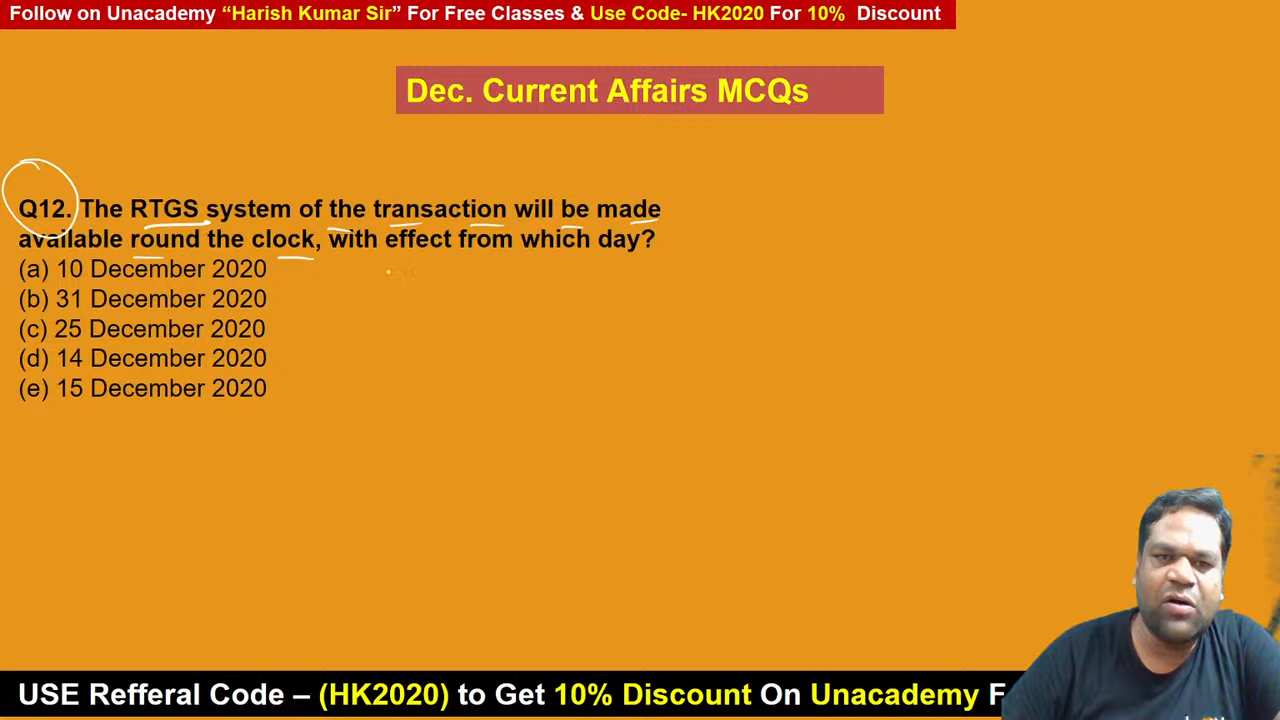 Follow on Unacademy “Harish Kumar Sir” For Free Classes & Use Code- HK2020 For 10% Discount
Dec. Current Affairs MCQs
Q12. The RTGS system of the transaction will be made
available round the clock, with effect from which day?
(a) 10 December 2020
(b) 31 December 2020
(c) 25 December 2020
(d) 14 December 2020
(e) 15 December 2020
USE Refferal Code – (HK2020) to Get 10% Discount On Unacademy F